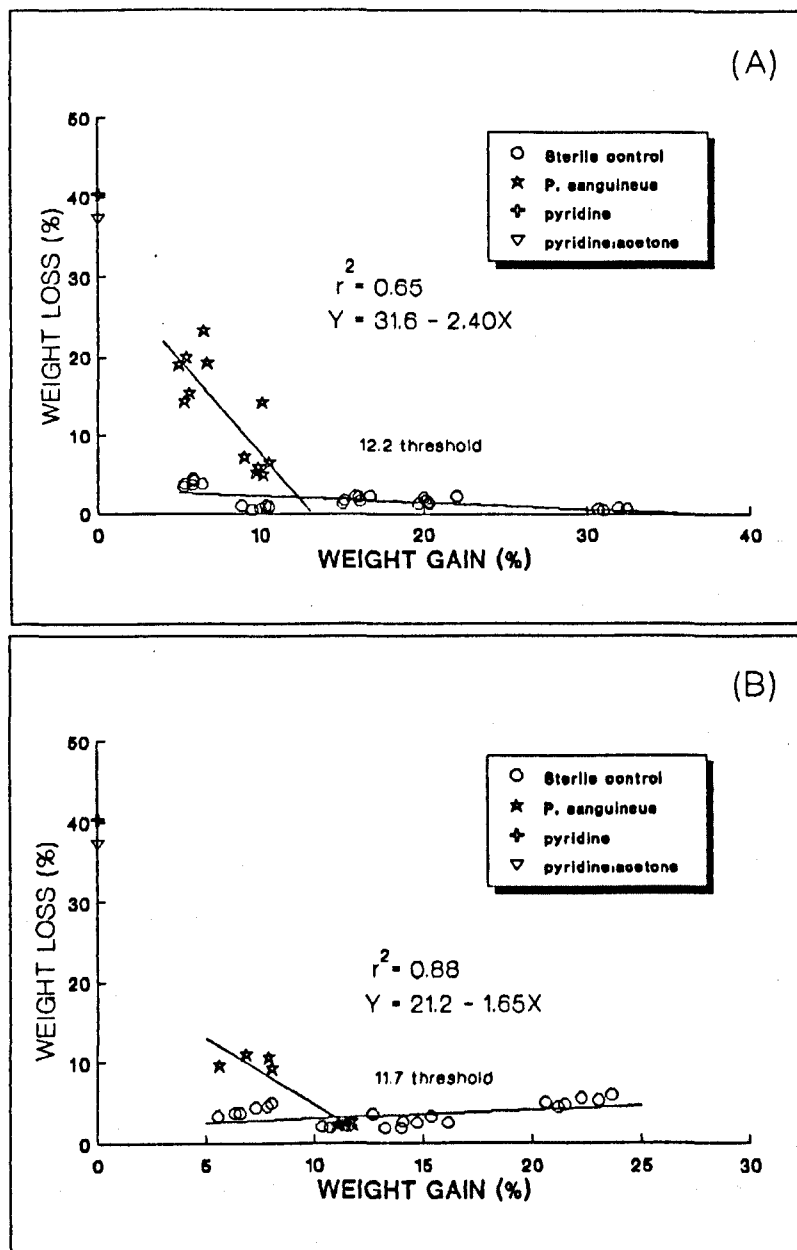 (A)
50
40
30
20
10
0
WEIGHT LOSS (%)
Sterile control
P. sanguineus
pyridine
pyridine:acetone
r2 = 0.65
Y = 31.6 - 2.40X
12.2 threshold
0 10 20 30 40
WEIGHT GAIN (%)
(B)
50
40
30
20
10
0
WEIGHT LOSS (%)
Sterile control
P. sanguineus
pyridine
pyridine:acetone
r2 = 0.88
Y = 21.2 - 1.65X
11.7 threshold
0 5 10 15 20 25 30
WEIGHT GAIN (%)